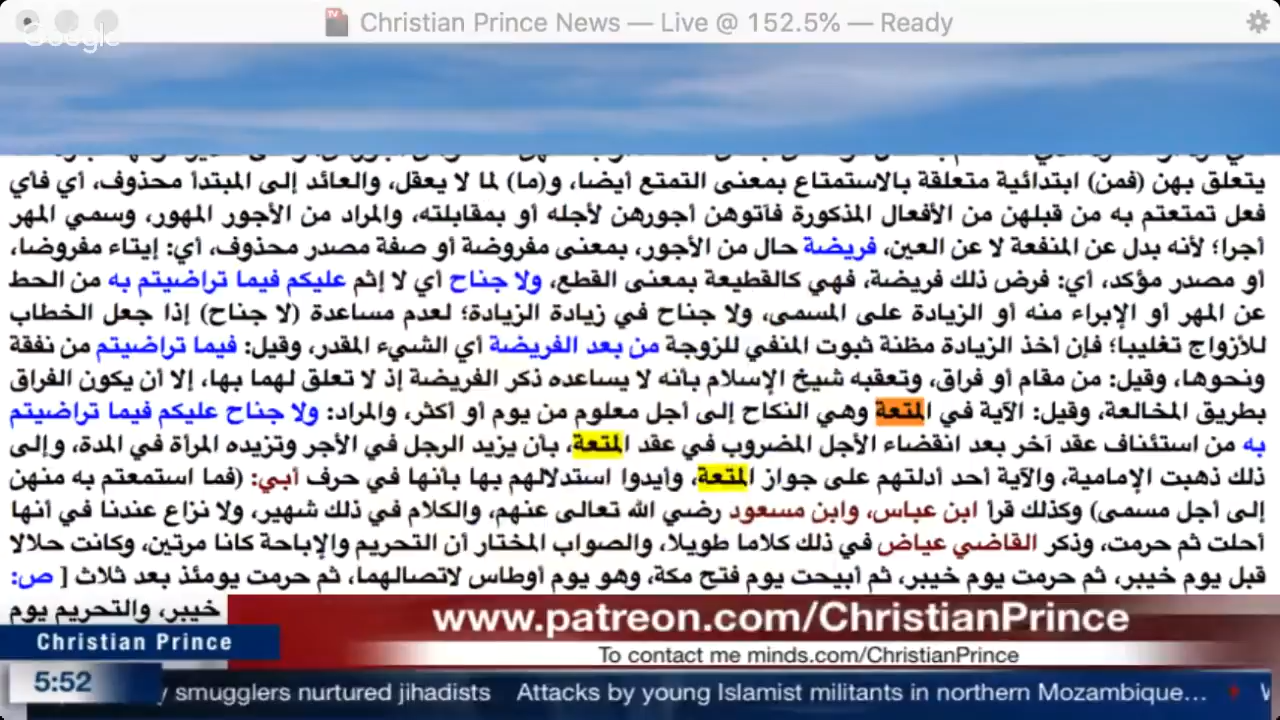 Christian Prince News — Live @ 152.5% — Ready
Google
يتعلق بهن (فمن) ابتدائية متعلقة بالاستمتاع بمعنى التمتع أيضا، و(ما) لما لا يعقل، والعائد إلى المبتدأ محذوف، أي فأي
فعل تمتعتم به من قبلهن من الأفعال المذكورة فآتوهن أجورهن لأجله أو بمقابلته، والمراد من الأجور المهور، وسمي المهر
أجرا؛ لأنه بدل عن المنفعة لا عن العين، فريضة حال من الأجور، بمعنى مفروضة أو صفة مصدر محذوف، أي: إيتاء مفروضا،
أو مصدر مؤكد، أي: فرض ذلك فريضة، فهي كالقطيعة بمعنى القطع، ولا جناح أي لا إثم عليكم فيما تراضيتم به من الحط
عن المهر أو الإبراء منه أو الزيادة على المسمى، ولا جناح في زيادة الزيادة؛ لعدم مساعدة (لا جناح) إذا جعل الخطاب
للأزواج تغليبا؛ فإن أخذ الزيادة مظنة ثبوت المنفي للزوجة من بعد الفريضة أي الشيء المقدر، وقيل: فيما تراضيتم من نفقة
ونحوها، وقيل: من مقام أو فراق، وتعقبه شيخ الإسلام بأنه لا يساعده ذكر الفريضة إذ لا تعلق لهما بها، إلا أن يكون الفراق
بطريق المخالعة، وقيل: الآية في المتعة وهي النكاح إلى أجل معلوم من يوم أو أكثر، والمراد: ولا جناح عليكم فيما تراضيتم
به من استئناف عقد آخر بعد انقضاء الأجل المضروب في عقد المتعة، بأن يزيد الرجل في الأجر وتزيده المرأة في المدة، وإلى
ذلك ذهبت الإمامية، والآية أحد أدلتهم على جواز المتعة، وأيدوا استدلالهم بها بأنها في حرف أبي: (فما استمعتم به منهن
إلى أجل مسمى) وكذلك قرأ ابن عباس، وابن مسعود رضي الله تعالى عنهم، والكلام في ذلك شهير، ولا نزاع عندنا في أنها
أحلت ثم حرمت، وذكر القاضي عياض في ذلك كلاما طويلا، والصواب المختار أن التحريم والإباحة كانا مرتين، وكانت حلالا
قبل يوم خيبر، ثم حرمت يوم خيبر، ثم أبيحت يوم فتح مكة، وهو يوم أوطاس لاتصالهما، ثم حرمت يومئذ بعد ثلاث [ ص:
خيبر، والتحريم يوم
www.patreon.com/ChristianPrince
Christian Prince
To contact me minds.com/ChristianPrince
5:52
smugglers nurtured jihadists Attacks by young Islamist militants in northern Mozambique...